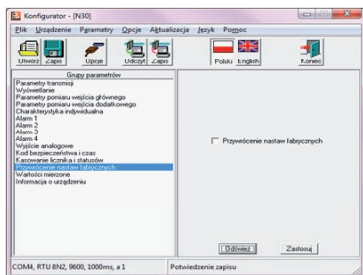 Konfigurator - [N30]
Plik Urządzenie Parametry Opcje Aktualizacja Język Pomoc
Utwórz Zapis Opcje Odczyt Zapis Polski English Koniec
Grupy parametrów
Parametry transmisji
Wyświetlanie
Parametry pomiaru wejścia głównego
Parametry pomiaru wejścia dodatkowego
Charakterystyka indywidualna
Alarm 1
Alarm 2
Alarm 3
Alarm 4
Wyjście analogowe
Kod bezpieczeństwa i czas
Kasowanie licznika i statusów
Przywrócenie nastaw fabrycznych
Wartości mierzone
Informacja o urządzeniu
Przywrócenie nastaw fabrycznych
Odśwież Zastosuj
COM4, RTU 8N2, 9600, 1000ms, a 1 Potwiedzenie zapisu